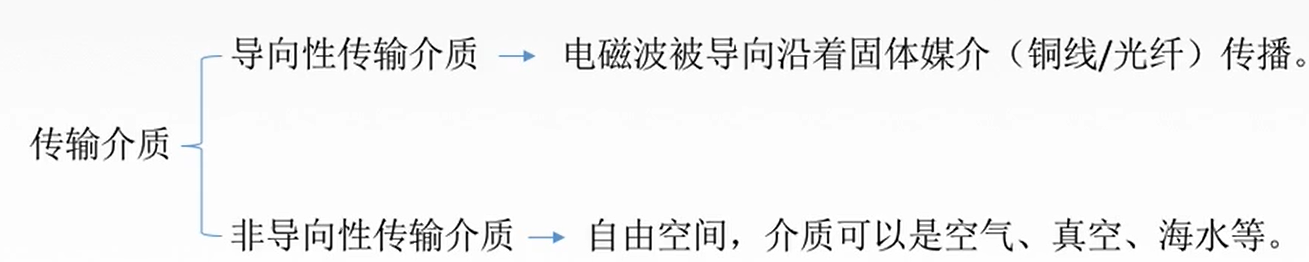 导向性传输介质 → 电磁波被导向沿着固体媒介（铜线/光纤）传播。
传输介质
非导向性传输介质 → 自由空间，介质可以是空气、真空、海水等。